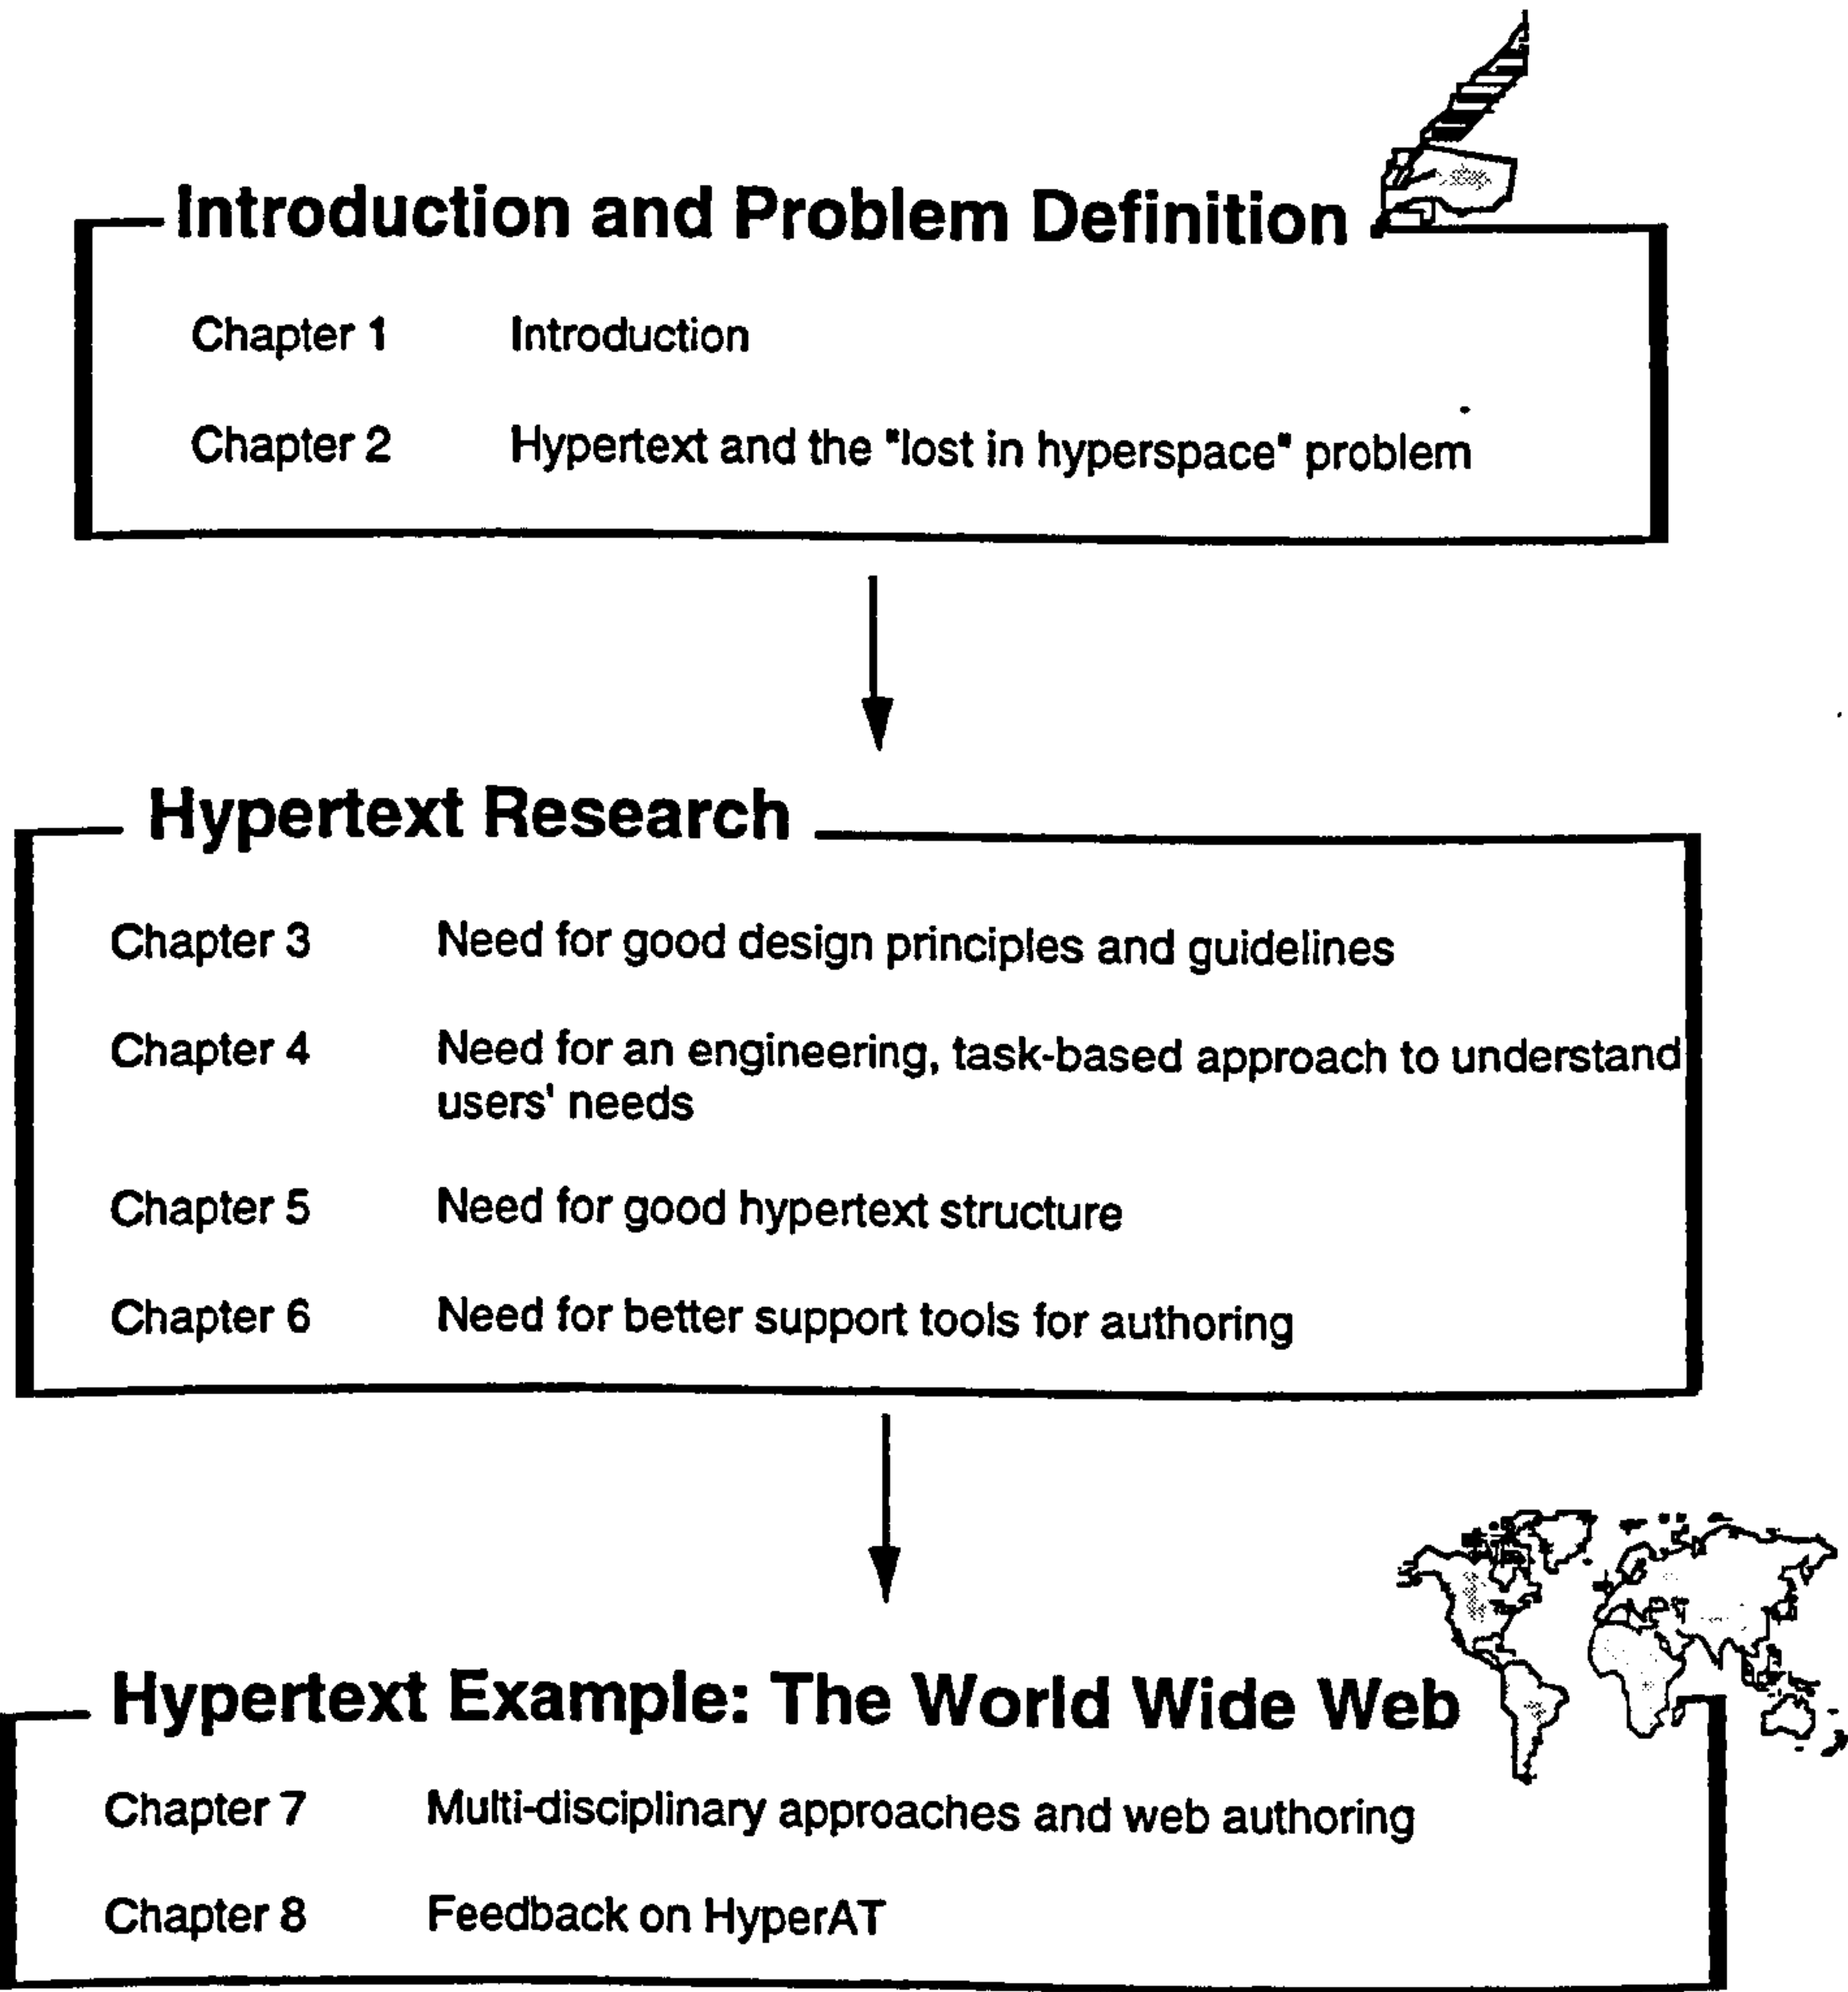 Introduction and Problem Definition
Chapter 1 Introduction
Chapter 2 Hypertext and the "lost in hyperspace" problem
Hypertext Research
Chapter 3 Need for good design principles and guidelines
Chapter 4 Need for an engineering, task-based approach to understand
users' needs
Chapter 5 Need for good hypertext structure
Chapter 6 Need for better support tools for authoring
Hypertext Example: The World Wide Web
Chapter 7 Multi-disciplinary approaches and web authoring
Chapter 8 Feedback on HyperAT